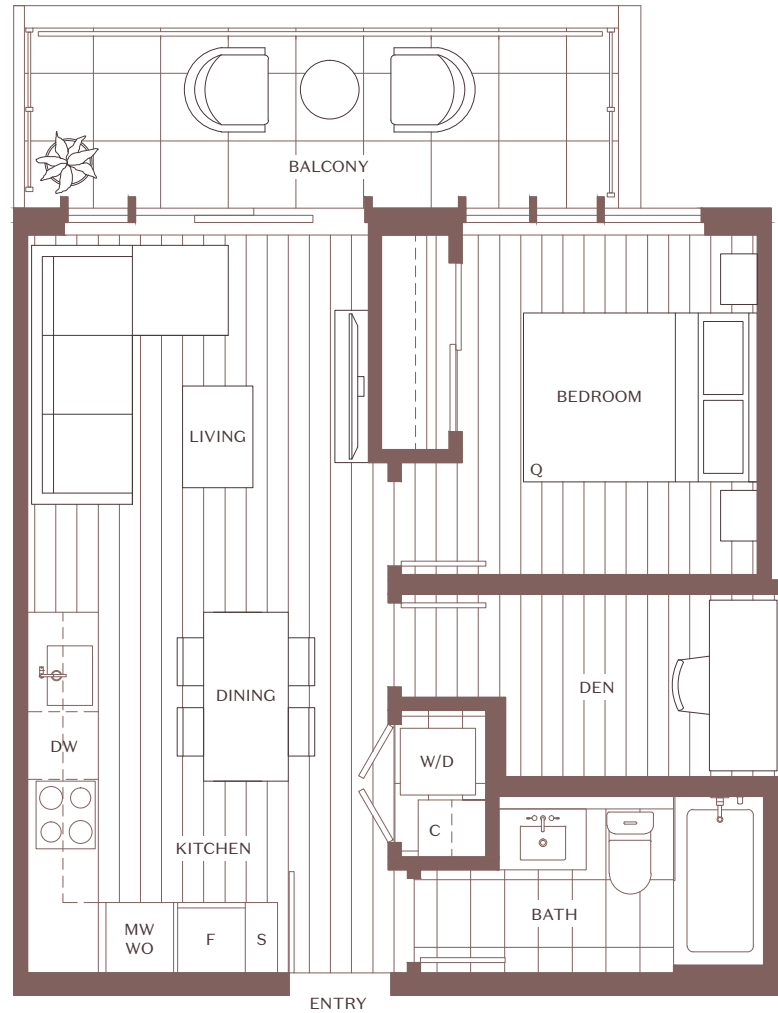 BALCONY
BEDROOM
LIVING
Q
DEN
DINING
DW
W/D
C
KITCHEN
BATH
MW
WO
F
S
ENTRY